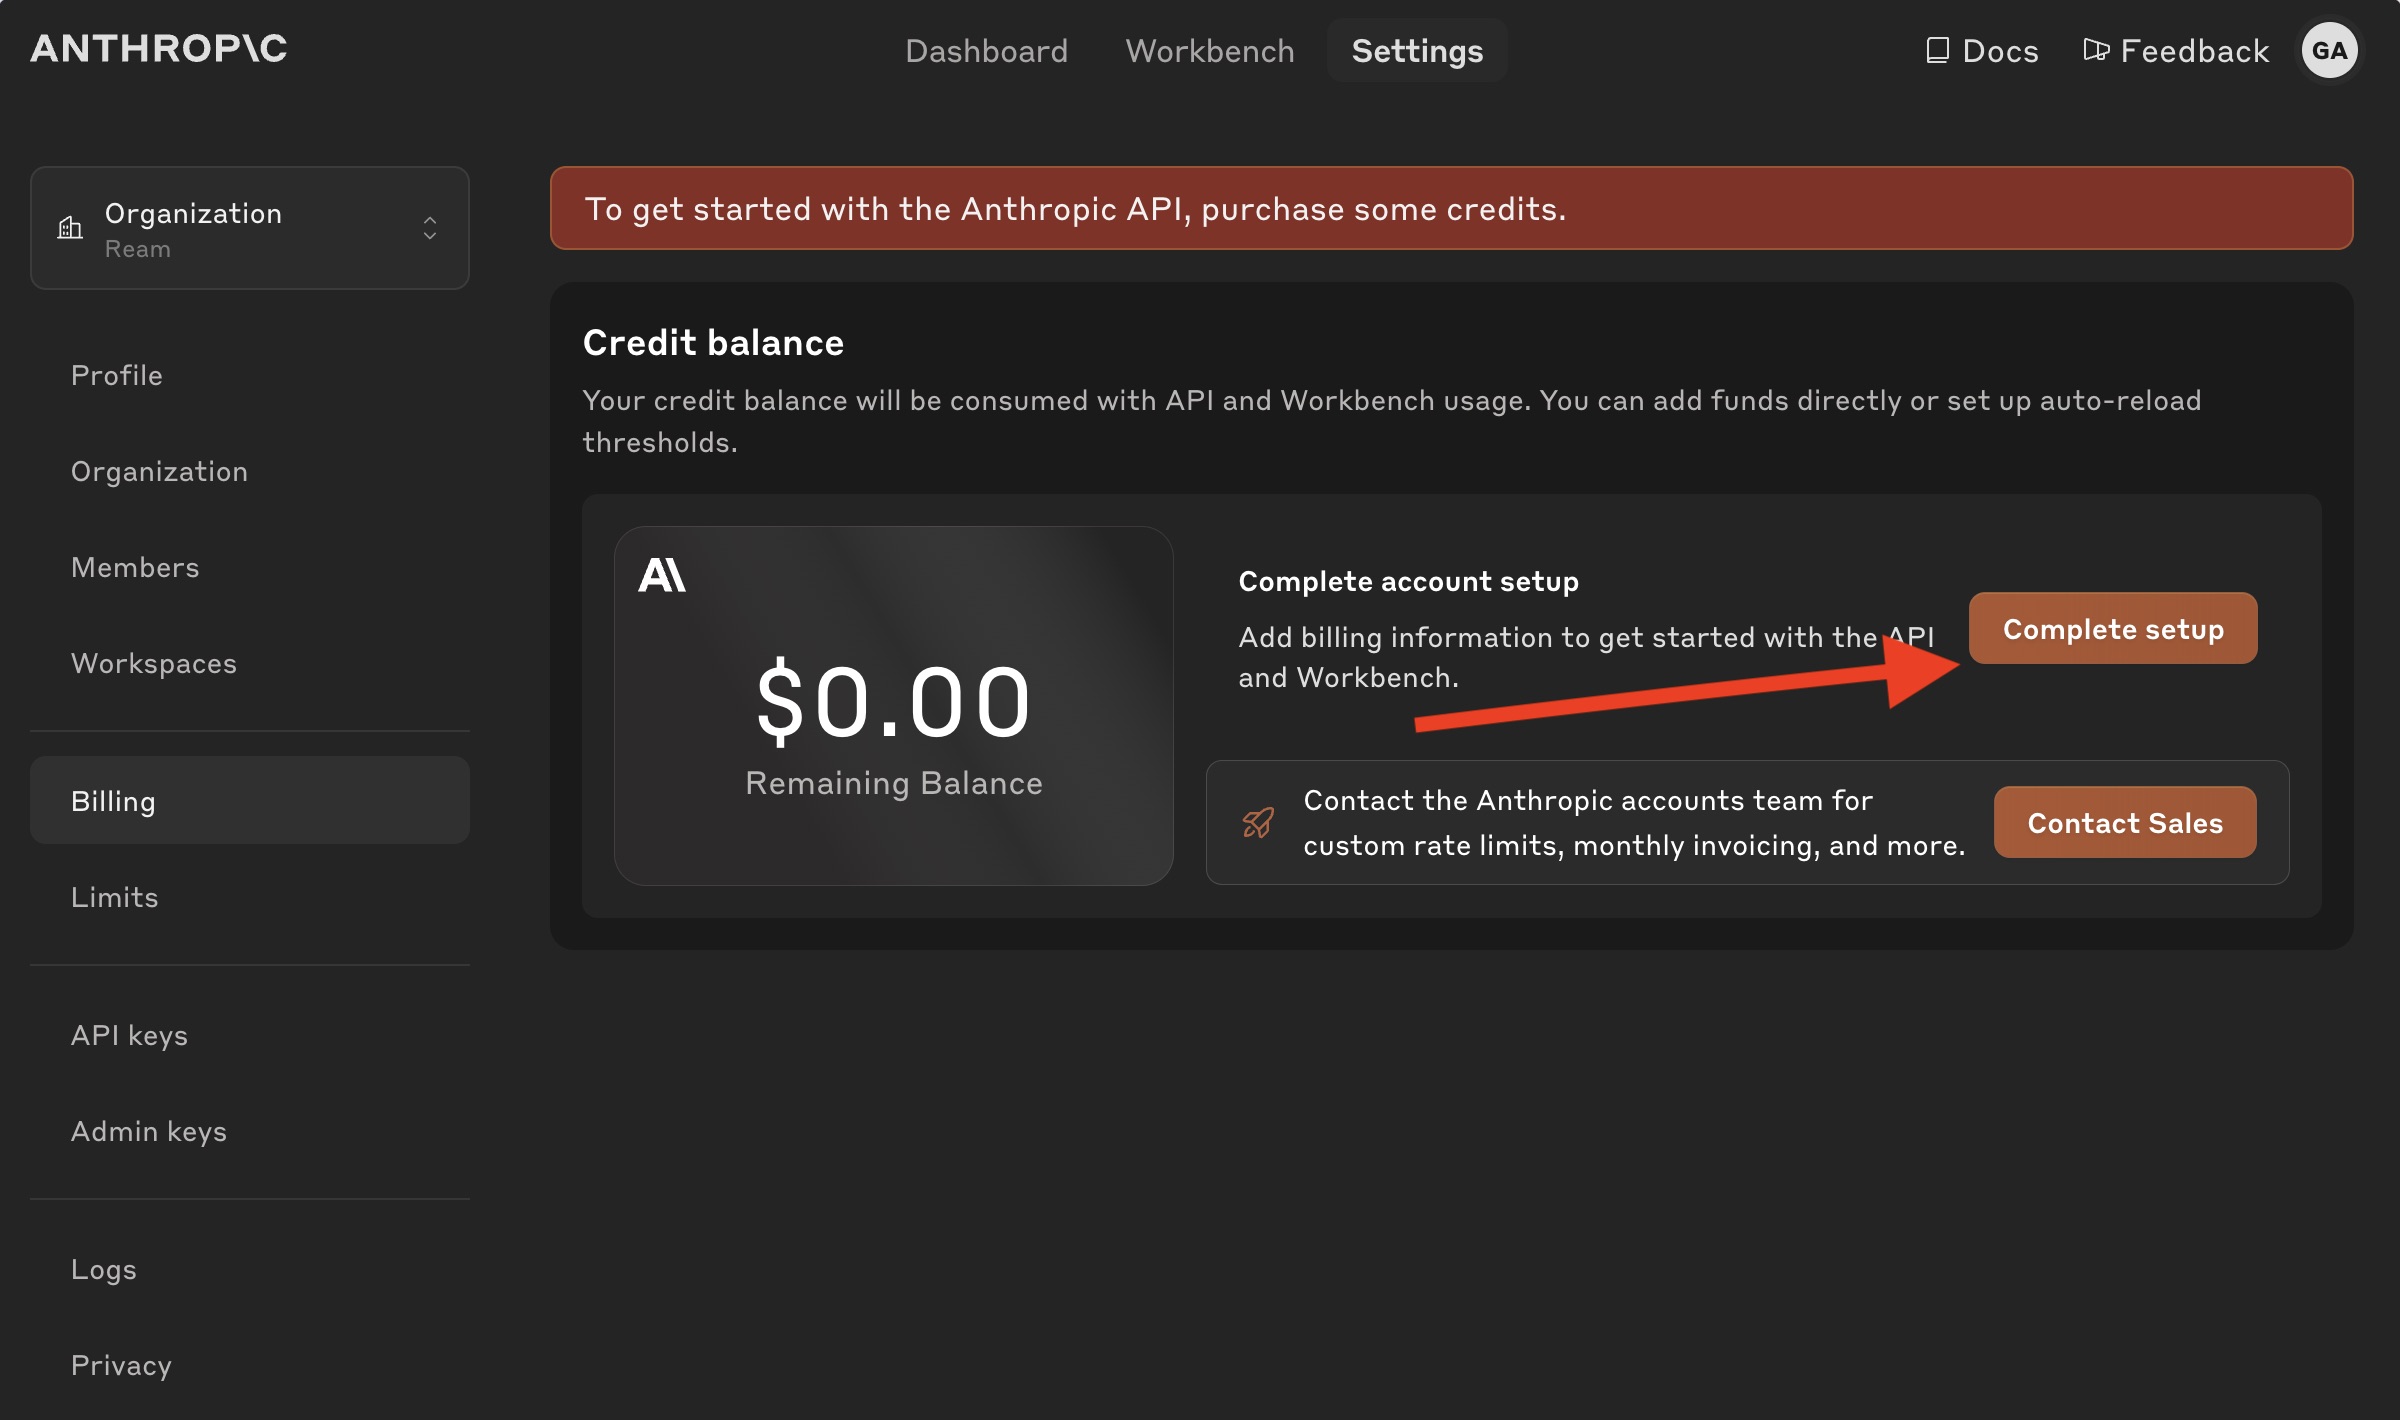 ANTHROP\C
Dashboard
Workbench
Settings
Docs
Feedback
GA
Organization
Ream
Profile
Organization
Members
Workspaces
Billing
Limits
API keys
Admin keys
Logs
Privacy
To get started with the Anthropic API, purchase some credits.
Credit balance
Your credit balance will be consumed with API and Workbench usage. You can add funds directly or set up auto-reload
thresholds.
A\
$0.00
Remaining Balance
Complete account setup
Add billing information to get started with the API
and Workbench.
Complete setup
Contact the Anthropic accounts team for
custom rate limits, monthly invoicing, and more.
Contact Sales